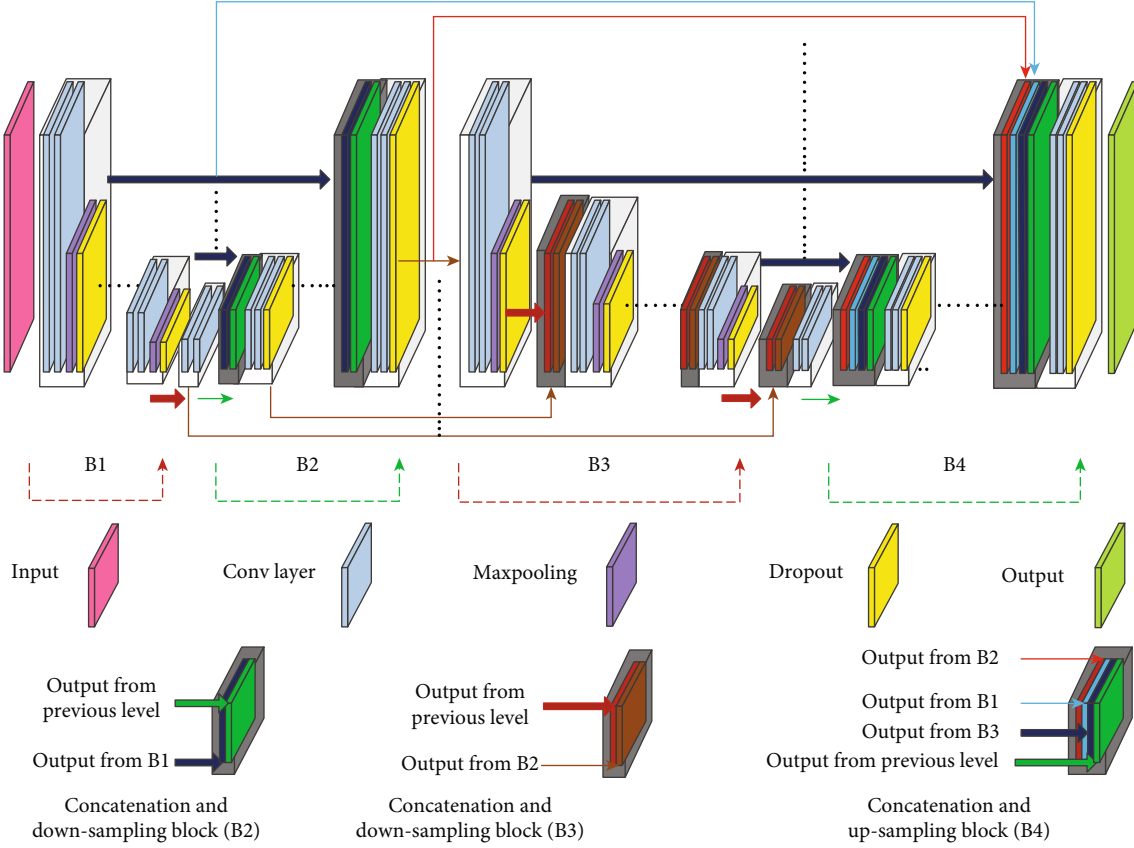 B1
B2
B3
B4
Input
Conv layer
Maxpooling
Dropout
Output
Output from
previous level
Output from B1
Concatenation and
down-sampling block (B2)
Output from
previous level
Output from B2
Concatenation and
down-sampling block (B3)
Output from B2
Output from B1
Output from B3
Output from previous level
Concatenation and
up-sampling block (B4)